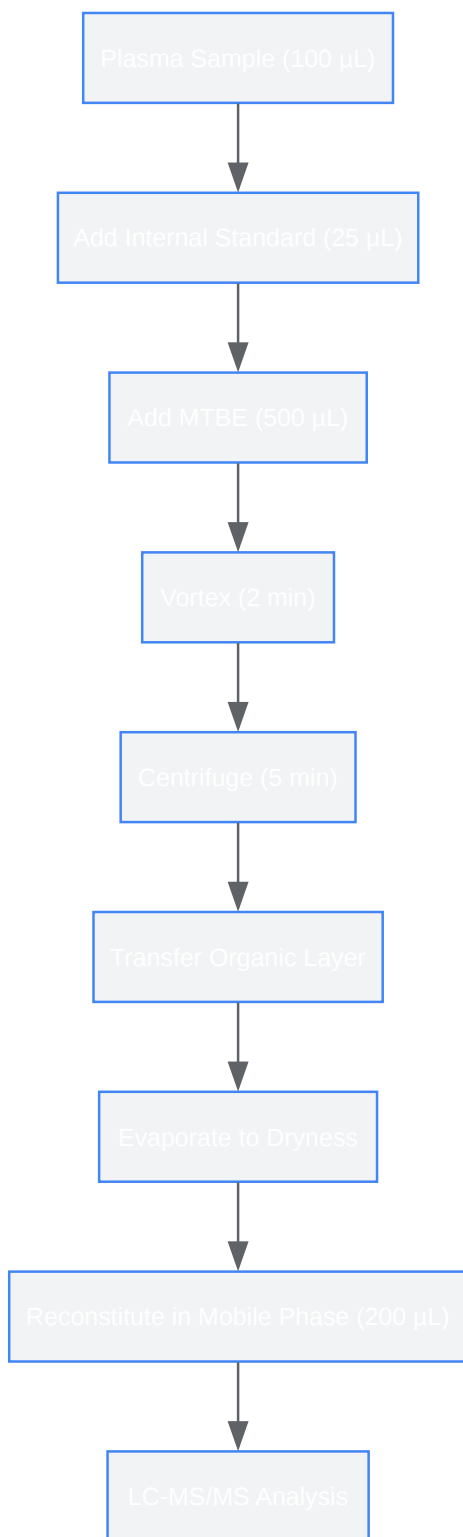 Plasma Sample (100 µL)
Add Internal Standard (25 µL)
Add MTBE (500 µL)
Vortex (2 min)
Centrifuge (5 min)
Transfer Organic Layer
Evaporate to Dryness
Reconstitute in Mobile Phase (200 µL)
LC-MS/MS Analysis